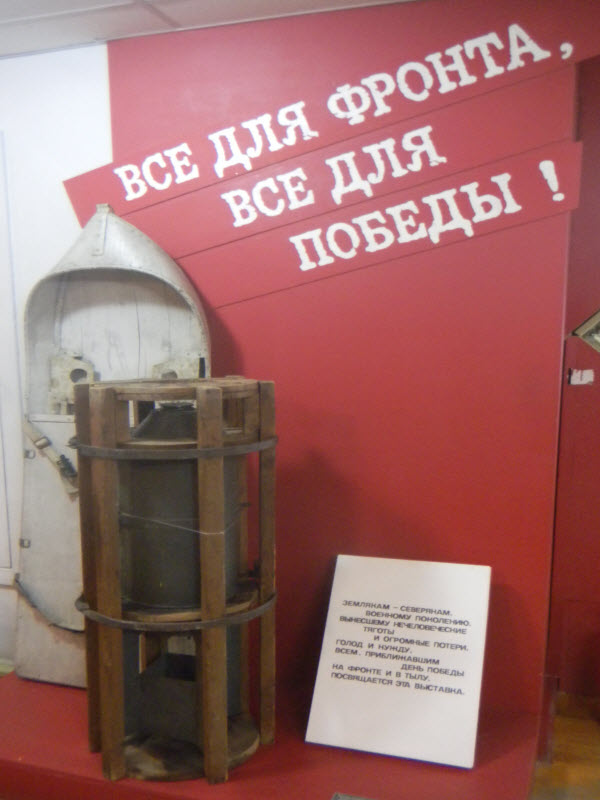 ВСЕ ДЛЯ ФРОНТА,
ВСЕ ДЛЯ
ПОБЕДЫ !
ЗЕМЛЯКАМ – СЕВЕРЯНАМ,
ВОЕННОМУ ПОКОЛЕНИЮ,
ВЫНЕСШЕМУ НЕЧЕЛОВЕЧЕСКИЕ
ТЯГОТЫ
И ОГРОМНЫЕ ПОТЕРИ,
ГОЛОД И НУЖДУ,
ВСЕМ, ПРИБЛИЖАВШИМ
ДЕНЬ ПОБЕДЫ
НА ФРОНТЕ И В ТЫЛУ,
ПОСВЯЩАЕТСЯ ЭТА ВЫСТАВКА.